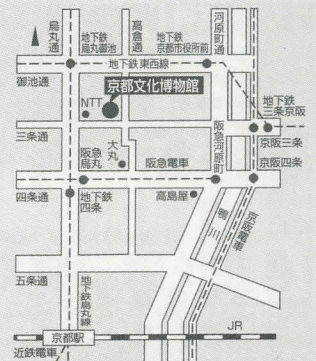 烏丸通
地下鉄
烏丸御池
高倉通
地下鉄
京都市役所前
河原町通
御池通
地下鉄東西線
京都文化博物館
NTT
地下鉄
三条京阪
三条通
大丸
阪急河原町
京阪三条
阪急
烏丸
阪急電車
京阪四条
四条通
地下鉄
四条
高島屋
鴨川
京阪電車
五条通
地下鉄烏丸線
京都駅
JR
近鉄電車